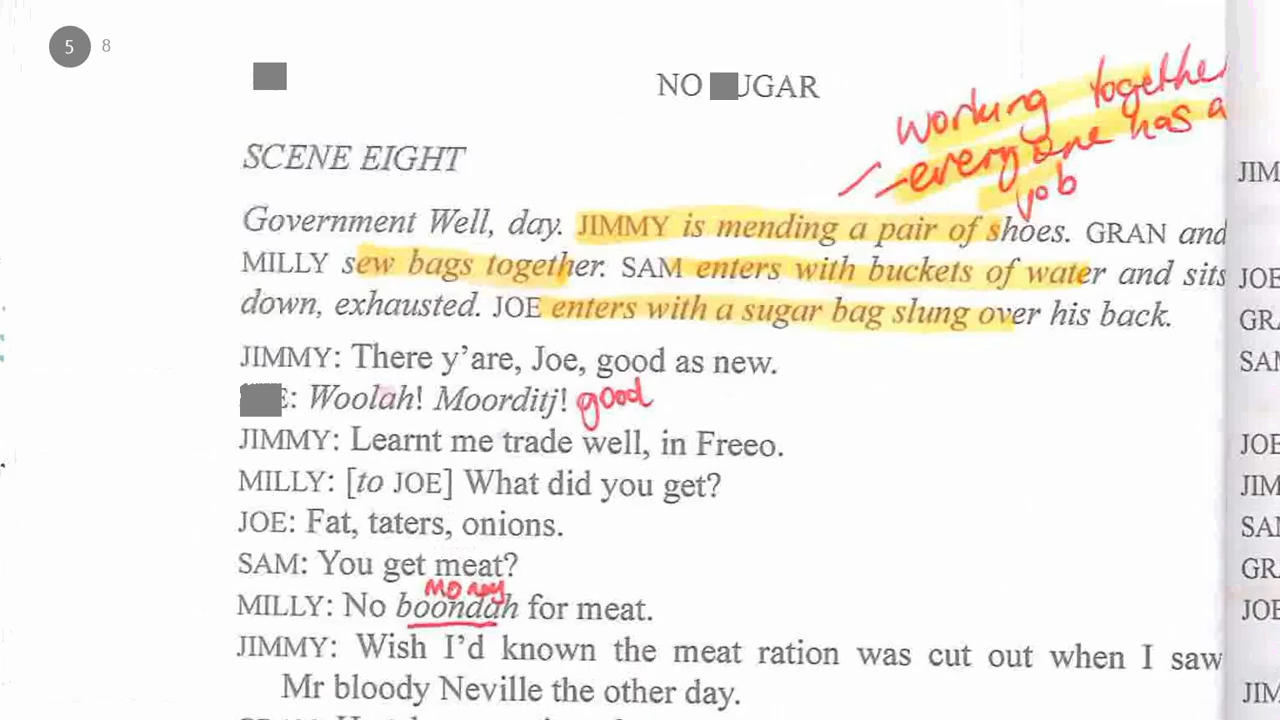 5 8
NO UGAR
working together
- everyone has a
job
SCENE EIGHT
Government Well, day. JIMMY is mending a pair of shoes. GRAN and
MILLY sew bags together. SAM enters with buckets of water and sits
down, exhausted. JOE enters with a sugar bag slung over his back.
JIMMY: There y'are, Joe, good as new.
E: Woolah! Moorditj! good
JIMMY: Learnt me trade well, in Freeo.
MILLY: [to JOE] What did you get?
JOE: Fat, taters, onions.
SAM: You get meat?
money
MILLY: No boondah for meat.
JIMMY: Wish I'd known the meat ration was cut out when I saw
Mr bloody Neville the other day.
JIM
JOE
GRA
SAM
JOE
JIM
SAM
GRA
JOE
JIM